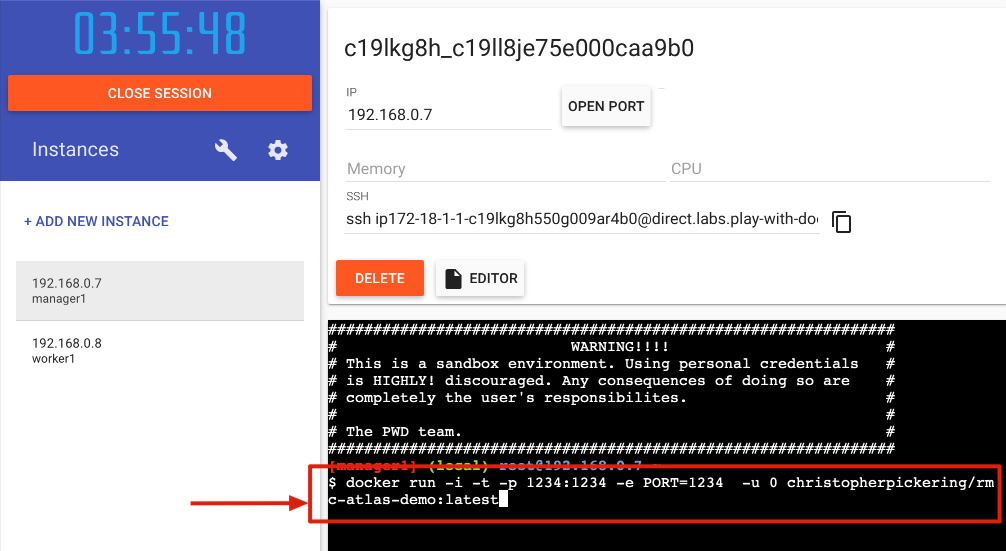 03:55:48
CLOSE SESSION
Instances
+ ADD NEW INSTANCE
192.168.0.7
manager1
192.168.0.8
worker1
c19lkg8h_c19ll8je75e000caa9b0
IP
192.168.0.7
OPEN PORT
Memory
CPU
SSH
ssh ip172-18-1-1-c19lkg8h550g009ar4b0@direct.labs.play-with-do
DELETE
EDITOR
###############################################################
# WARNING!!!! #
# This is a sandbox environment. Using personal credentials #
# is HIGHLY! discouraged. Any consequences of doing so are #
# completely the user's responsibilites. #
# #
# The PWD team. #
###############################################################
[manager1] (local) root@192.168.0.7 ~
$ docker run -i -t -p 1234:1234 -e PORT=1234  -u 0 christopherpickering/rm
c-atlas-demo:latest